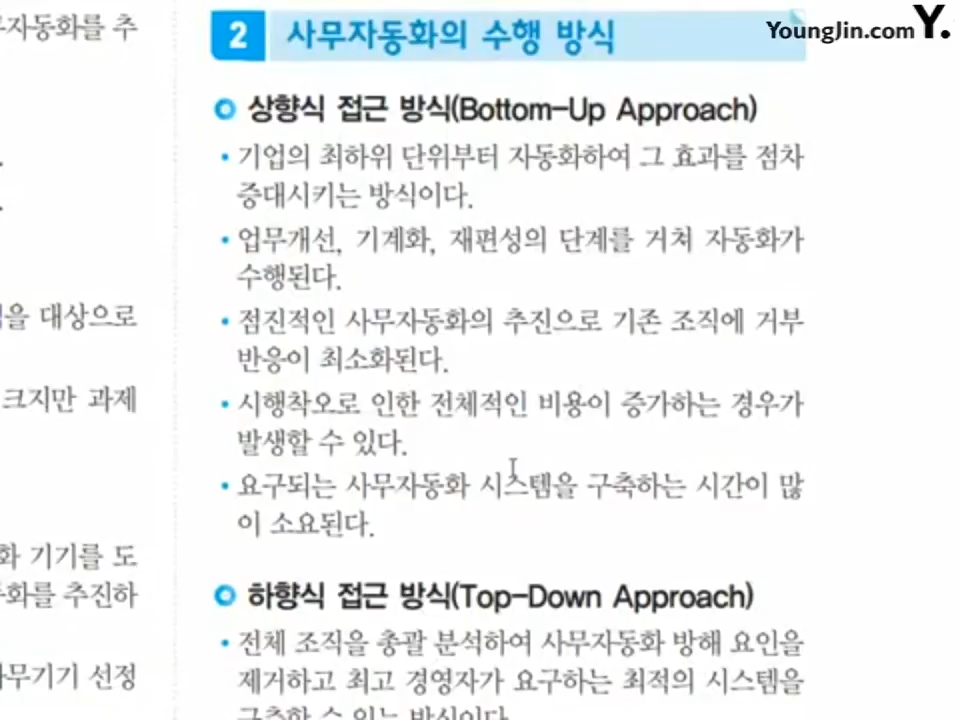 자동화를 추
을 대상으로
크지만 과제
화 기기를 도
화를 추진하
무기기 선정
2 사무자동화의 수행 방식
YoungJin.com Y.
상향식 접근 방식(Bottom-Up Approach)
• 기업의 최하위 단위부터 자동화하여 그 효과를 점차
증대시키는 방식이다.
• 업무개선, 기계화, 재편성의 단계를 거쳐 자동화가
수행된다.
• 점진적인 사무자동화의 추진으로 기존 조직에 거부
반응이 최소화된다.
• 시행착오로 인한 전체적인 비용이 증가하는 경우가
발생할 수 있다.
• 요구되는 사무자동화 시스템을 구축하는 시간이 많
이 소요된다.
하향식 접근 방식(Top-Down Approach)
• 전체 조직을 총괄 분석하여 사무자동화 방해 요인을
제거하고 최고 경영자가 요구하는 최적의 시스템을
구축할 수 있는 방식이다.